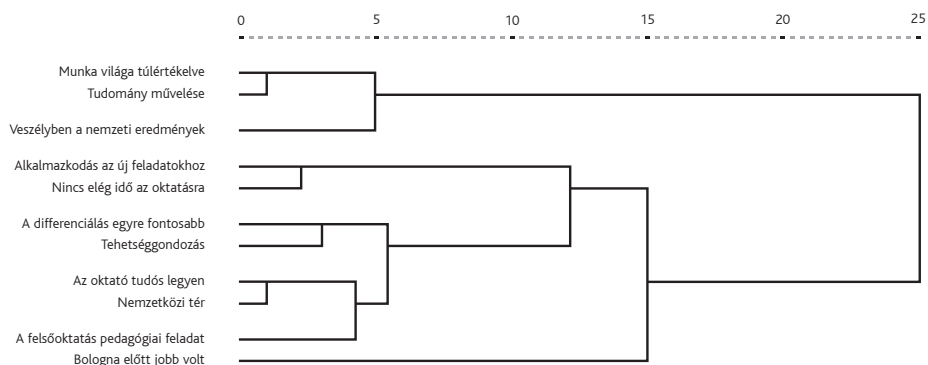 0 5 10 15 20 25
Munka világa túlértékelve
Tudomány művelése
Veszélyben a nemzeti eredmények
Alkalmazkodás az új feladatokhoz
Nincs elég idő az oktatásra
A differenciálás egyre fontosabb
Tehetséggondozás
Az oktató tudós legyen
Nemzetközi tér
A felsőoktatás pedagógiai feladat
Bologna előtt jobb volt